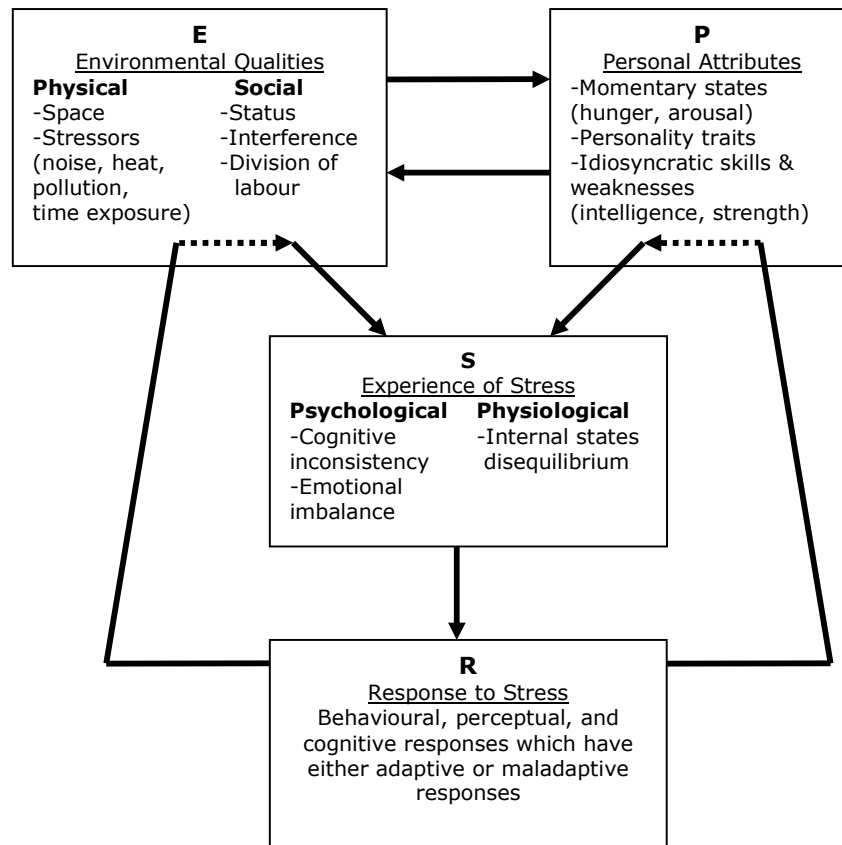 E
Environmental Qualities
Physical Social
-Space -Status
-Stressors -Interference
(noise, heat, -Division of
pollution, labour
time exposure)
P
Personal Attributes
-Momentary states
(hunger, arousal)
-Personality traits
-Idiosyncratic skills &
weaknesses
(intelligence, strength)
S
Experience of Stress
Psychological Physiological
-Cognitive -Internal states
inconsistency disequilibrium
-Emotional
imbalance
R
Response to Stress
Behavioural, perceptual, and
cognitive responses which have
either adaptive or maladaptive
responses